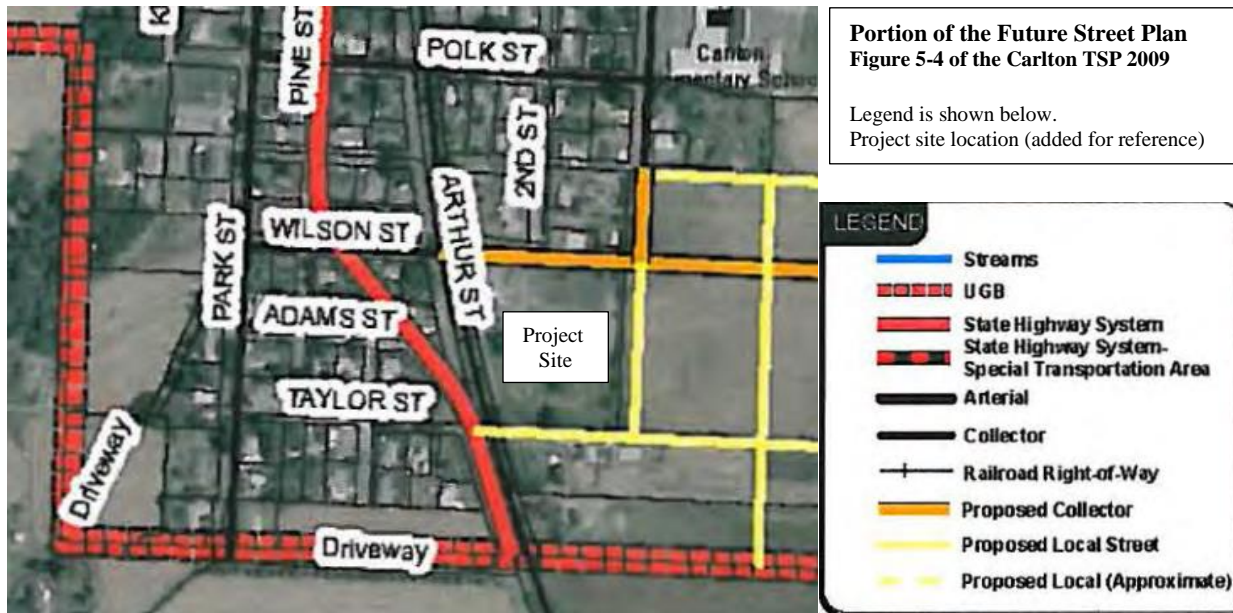 POLK ST
Carlton
ementary Schoo
PINE ST
2ND ST
ARTHUR ST
WILSON ST
PARK ST
ADAMS ST
Project
Site
TAYLOR ST
Driveway
Driveway
Portion of the Future Street Plan
Figure 5-4 of the Carlton TSP 2009
Legend is shown below.
Project site location (added for reference)
LEGEND
Streams
UGB
State Highway System
State Highway System-
Special Transportation Area
Arterial
Collector
Railroad Right-of-Way
Proposed Collector
Proposed Local Street
Proposed Local (Approximate)